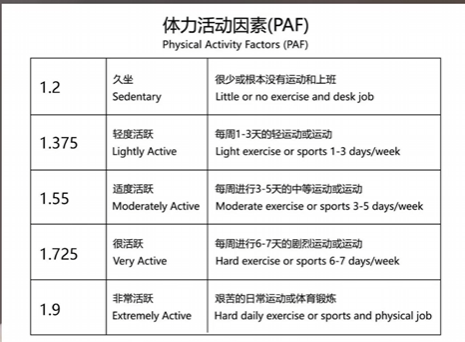 体力活动因素(PAF)
Physical Activity Factors (PAF)
1.2
久坐
Sedentary
很少或根本没有运动和上班
Little or no exercise and desk job
1.375
轻度活跃
Lightly Active
每周1-3天的轻运动或运动
Light exercise or sports 1-3 days/week
1.55
适度活跃
Moderately Active
每周进行3-5天的中等运动或运动
Moderate exercise or sports 3-5 days/week
1.725
很活跃
Very Active
每周进行6-7天的剧烈运动或运动
Hard exercise or sports 6-7 days/week
1.9
非常活跃
Extremely Active
艰苦的日常运动或体育锻炼
Hard daily exercise or sports and physical job